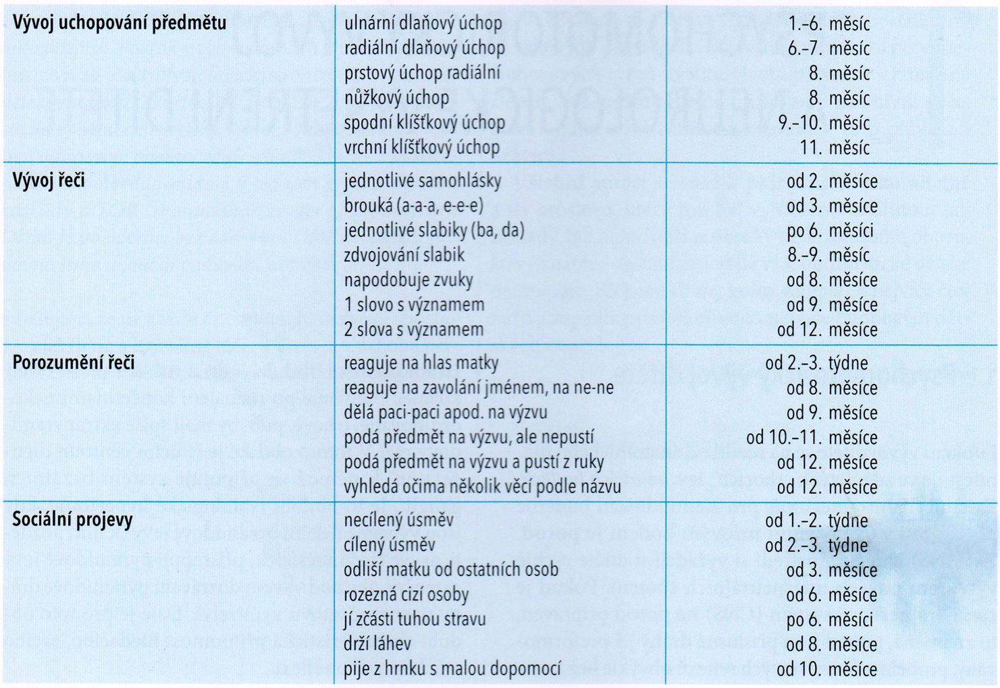 Vývoj uchopování předmětu ulnární dlaňový úchop 1.–6. měsíc
radiální dlaňový úchop 6.–7. měsíc
prstový úchop radiální 8. měsíc
nůžkový úchop 8. měsíc
spodní klíšťkový úchop 9.–10. měsíc
vrchní klíšťkový úchop 11. měsíc
Vývoj řeči jednotlivé samohlásky od 2. měsíce
brouká (a-a-a, e-e-e) od 3. měsíce
jednotlivé slabiky (ba, da) po 6. měsíci
zdvojování slabik 8.–9. měsíc
napodobuje zvuky od 8. měsíce
1 slovo s významem od 9. měsíce
2 slova s významem od 12. měsíce
Porozumění řeči reaguje na hlas matky od 2.–3. týdne
reaguje na zavolání jménem, na ne-ne od 8. měsíce
dělá paci-paci apod. na výzvu od 9. měsíce
podá předmět na výzvu, ale nepustí od 10.–11. měsíce
podá předmět na výzvu a pustí z ruky od 12. měsíce
vyhledá očima několik věcí podle názvu od 12. měsíce
Sociální projevy necílený úsměv od 1.–2. týdne
cílený úsměv od 2.–3. týdne
odliší matku od ostatních osob od 3. měsíce
rozezná cizí osoby od 6. měsíce
jí zčásti tuhou stravu po 6. měsíci
drží láhev od 8. měsíce
pije z hrnku s malou dopomocí od 10. měsíce